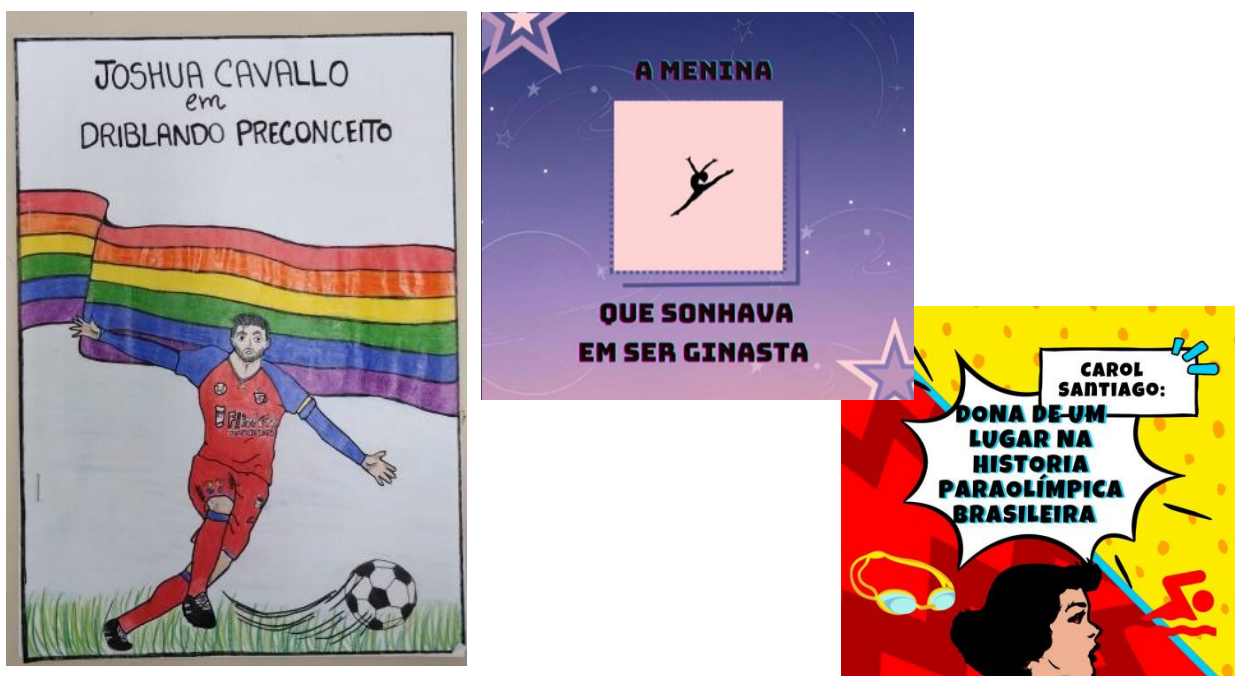 JOSHUA CAVALLO
em
DRIBLANDO PRECONCEITO
A MENINA
QUE SONHAVA
EM SER GINASTA
CAROL
SANTIAGO:
DONA DE UM
LUGAR NA
HISTORIA
PARAOLÍMPICA
BRASILEIRA